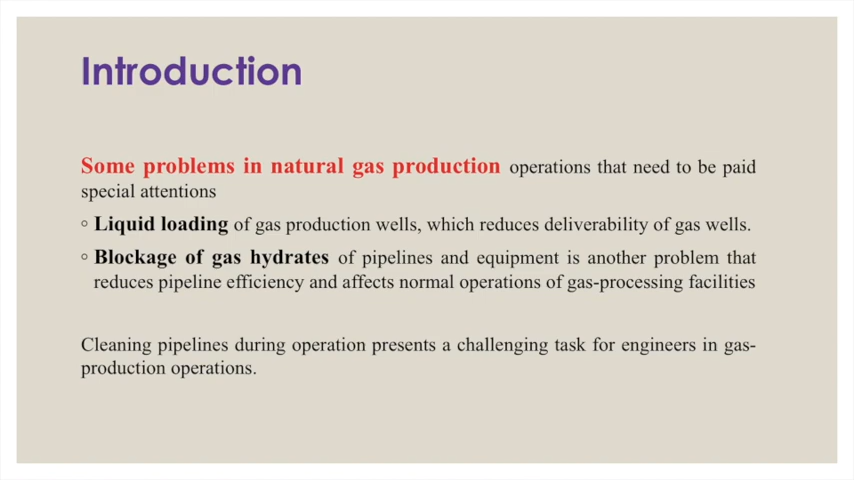 Introduction
Some problems in natural gas production operations that need to be paid
special attentions
◦ Liquid loading of gas production wells, which reduces deliverability of gas wells.
◦ Blockage of gas hydrates of pipelines and equipment is another problem that
reduces pipeline efficiency and affects normal operations of gas-processing facilities
Cleaning pipelines during operation presents a challenging task for engineers in gas-
production operations.